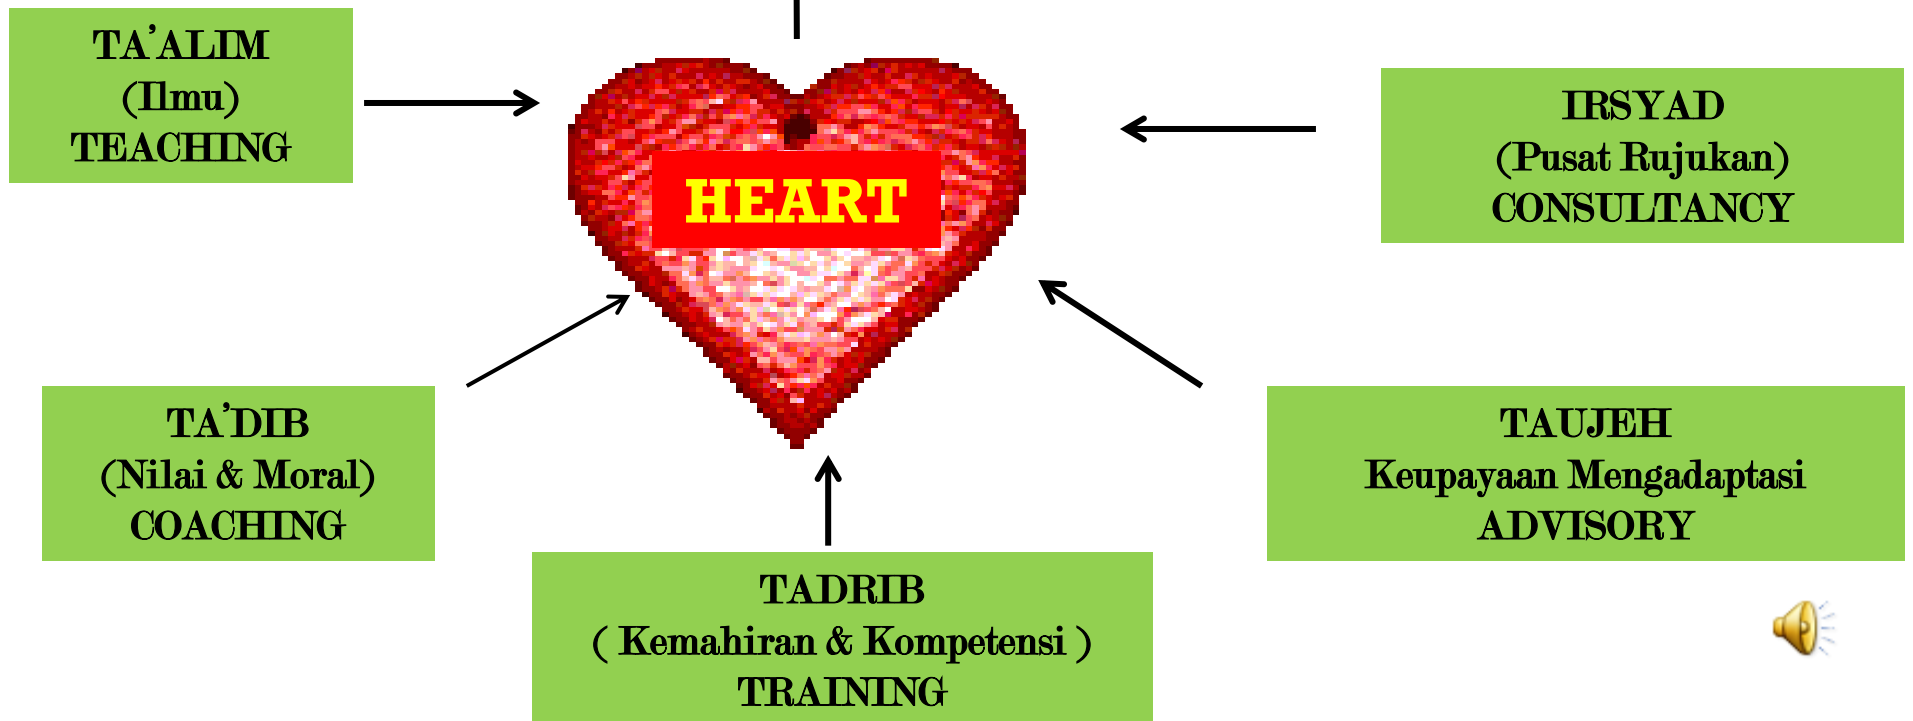 TA'ALIM
(Ilmu)
TEACHING
HEART
IRSYAD
(Pusat Rujukan)
CONSULTANCY
TA'DIB
(Nilai & Moral)
COACHING
TAUJEH
Keupayaan Mengadaptasi
ADVISORY
TADRIB
( Kemahiran & Kompetensi )
TRAINING